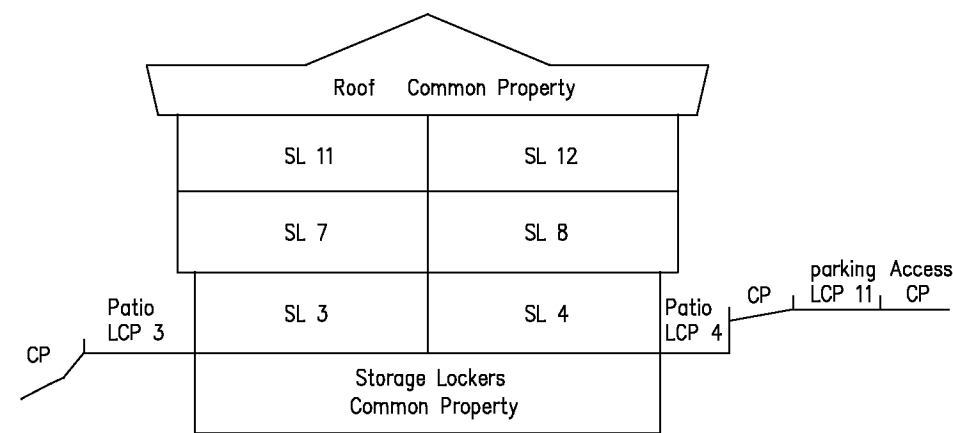 Roof Common Property
SL 11
SL 12
SL 7
SL 8
parking Access
LCP 11 CP
CP
Patio
LCP 3
SL 3
SL 4
Patio
LCP 4
CP
Storage Lockers
Common Property